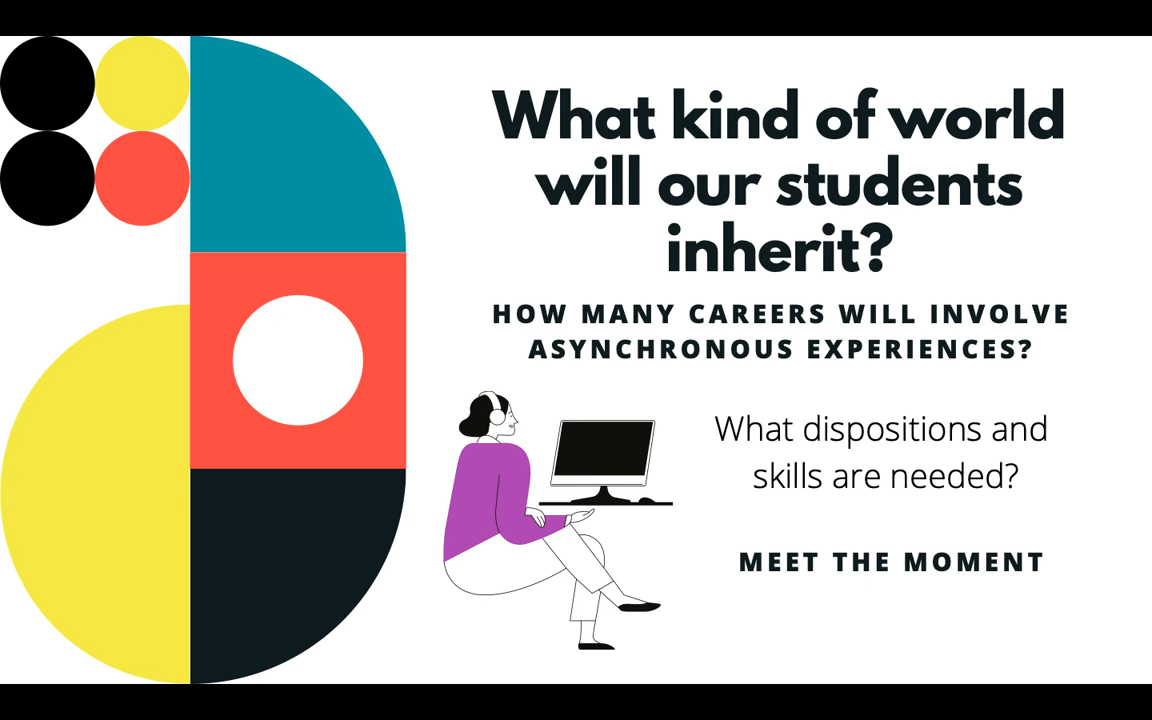 What kind of world
will our students
inherit?
HOW MANY CAREERS WILL INVOLVE
ASYNCHRONOUS EXPERIENCES?
What dispositions and
skills are needed?
MEET THE MOMENT